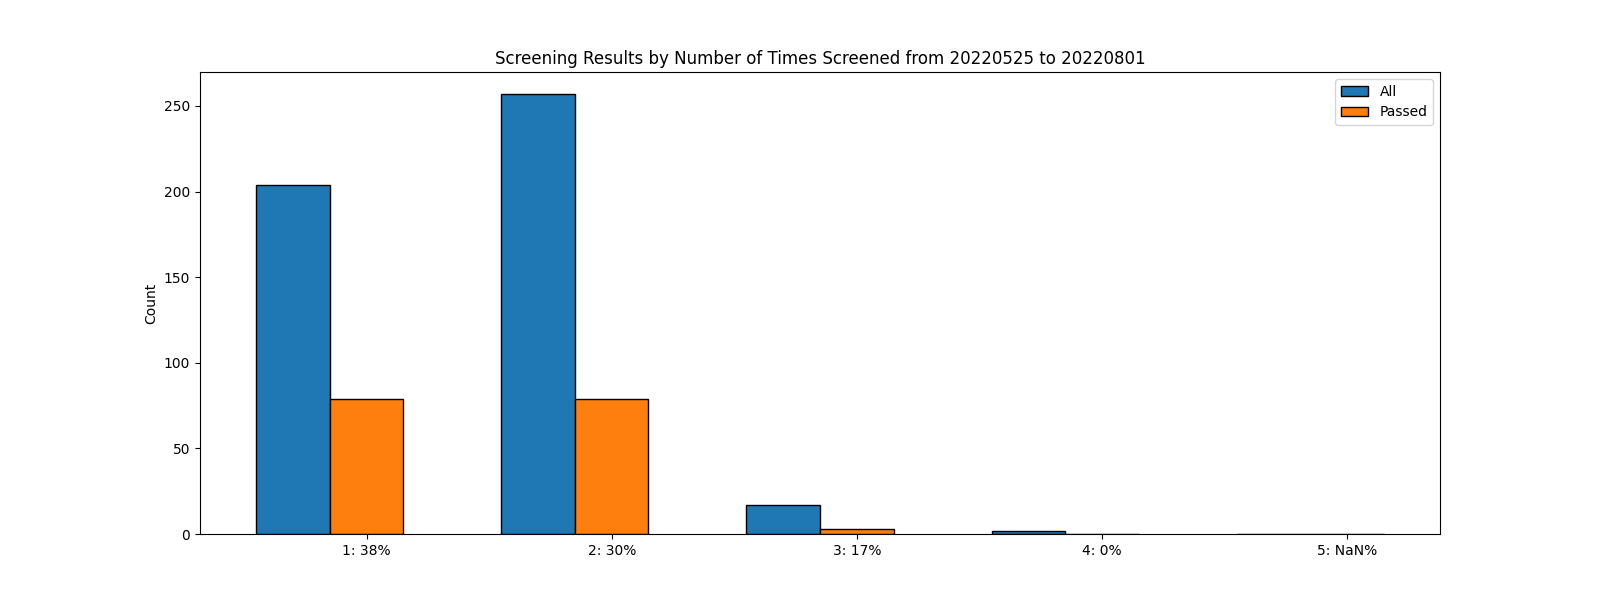 Screening Results by Number of Times Screened from 20220525 to 20220801
All
Passed
250
200
150
100
50
0
Count
1: 38%
2: 30%
3: 17%
4: 0%
5: NaN%